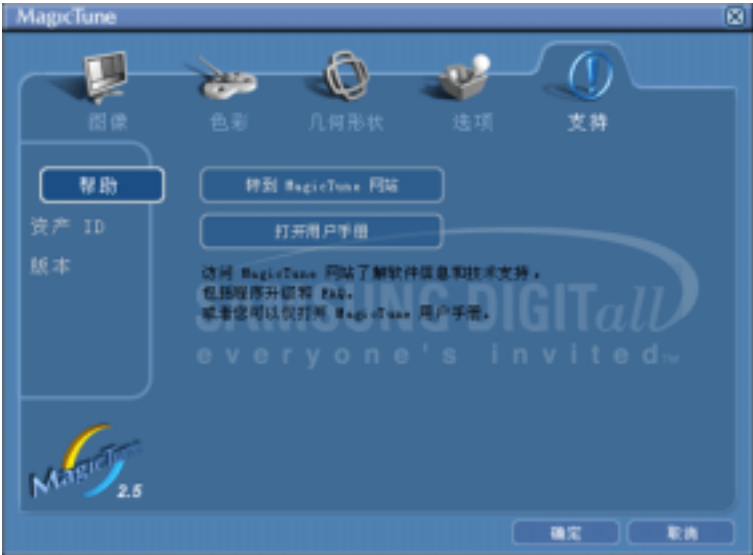 MagicTune
图像
色彩
几何形状
选项
支持
帮助
资产 ID
版本
转到 MagicTune 网站
打开用户手册
访问 MagicTune 网站了解软件信息和技术支持，
包括程序升级和 FAQ。
或者您可以仅打开 MagicTune 用户手册。
SAMSUNG DIGITall
everyone's invited™
MagicTune
2.5
确定
取消